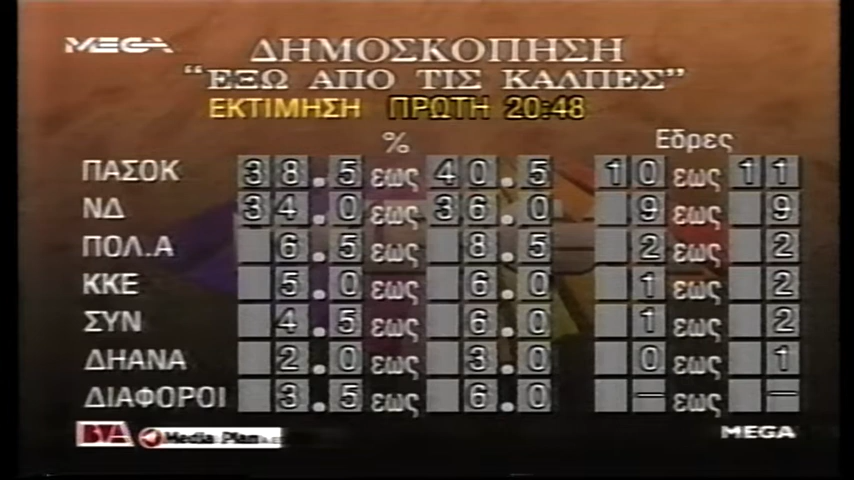 MEGA
ΔΗΜΟΣΚΟΠΗΣΗ
“ΕΞΩ ΑΠΟ ΤΙΣ ΚΑΛΠΕΣ”
ΕΚΤΙΜΗΣΗ ΠΡΩΤΗ 20:48
% Εδρες
ΠΑΣΟΚ 38.5 εως 40.5 10 εως 11
ΝΔ 34.0 εως 36.0 9 εως 9
ΠΟΛ.Α 6.5 εως 8.5 2 εως 2
ΚΚΕ 5.0 εως 6.0 1 εως 2
ΣΥΝ 4.5 εως 6.0 1 εως 2
ΔΗΑΝΑ 2.0 εως 3.0 0 εως 1
ΔΙΑΦΟΡΟΙ 3.5 εως 6.0 — εως —
BVA Media Plan MEGA